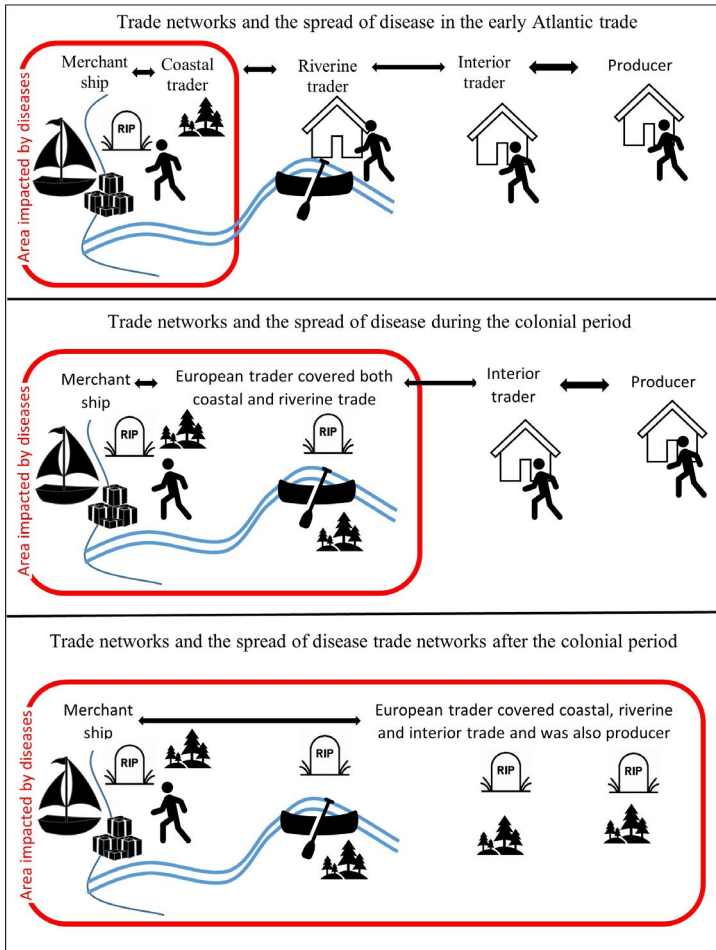 Trade networks and the spread of disease in the early Atlantic trade
Merchant ship
Coastal trader
Riverine trader
Interior trader
Producer
RIP
Area impacted by diseases
Trade networks and the spread of disease during the colonial period
Merchant ship
European trader covered both
coastal and riverine trade
Interior trader
Producer
RIP
RIP
Area impacted by diseases
Trade networks and the spread of disease trade networks after the colonial period
Merchant ship
European trader covered coastal, riverine
and interior trade and was also producer
RIP
RIP
RIP
RIP
Area impacted by diseases